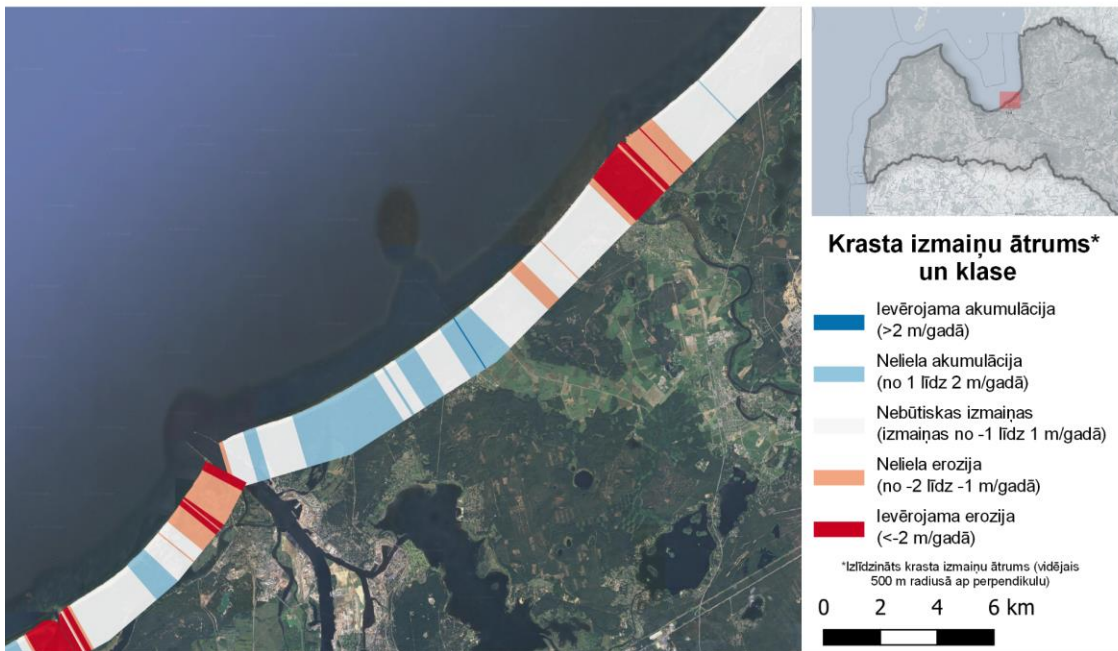 Krasta izmaiņu ātrums*
un klase
Ievērojama akumulācija
(>2 m/gadā)
Neliela akumulācija
(no 1 līdz 2 m/gadā)
Nebūtiskas izmaiņas
(izmaiņas no -1 līdz 1 m/gadā)
Neliela erozija
(no -2 līdz -1 m/gadā)
Ievērojama erozija
(<-2 m/gadā)
*Izlīdzināts krasta izmaiņu ātrums (vidējais
500 m radiusā ap perpendikulu)
0 2 4 6 km